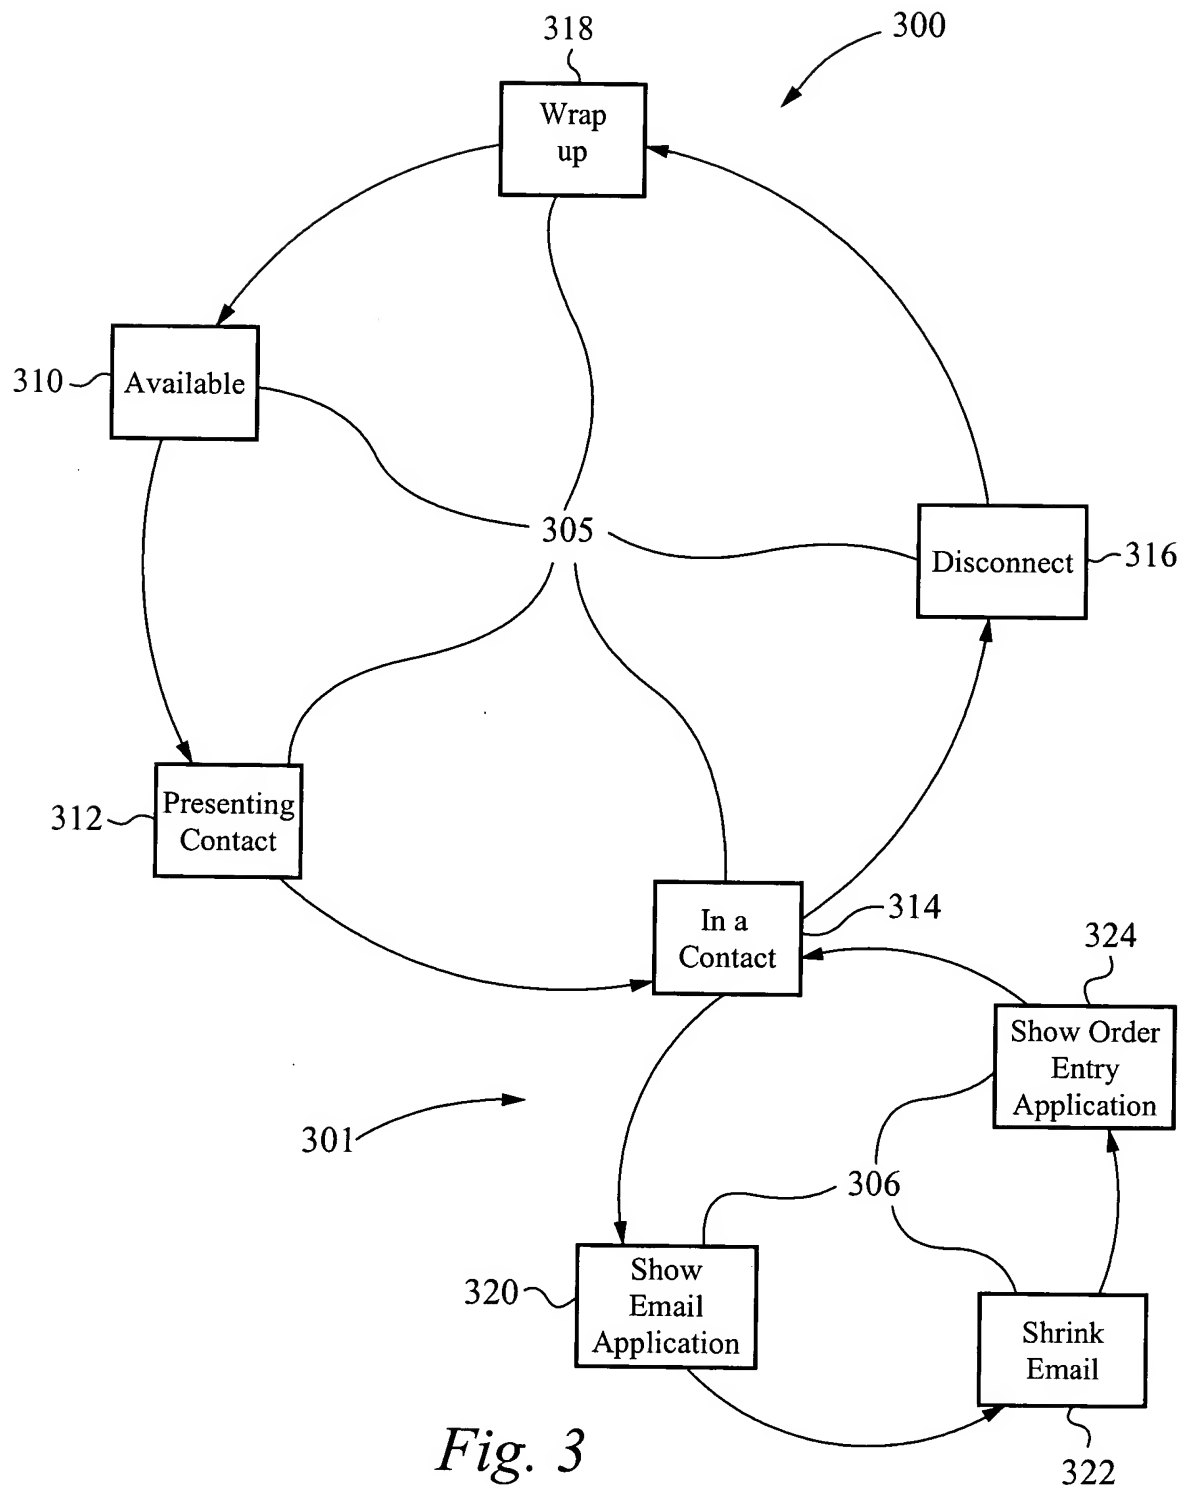 318
300
Wrap
up
310
Available
305
Disconnect
316
312
Presenting
Contact
In a
Contact
314
324
Show Order
Entry
Application
301
306
320
Show
Email
Application
Shrink
Email
322
Fig. 3